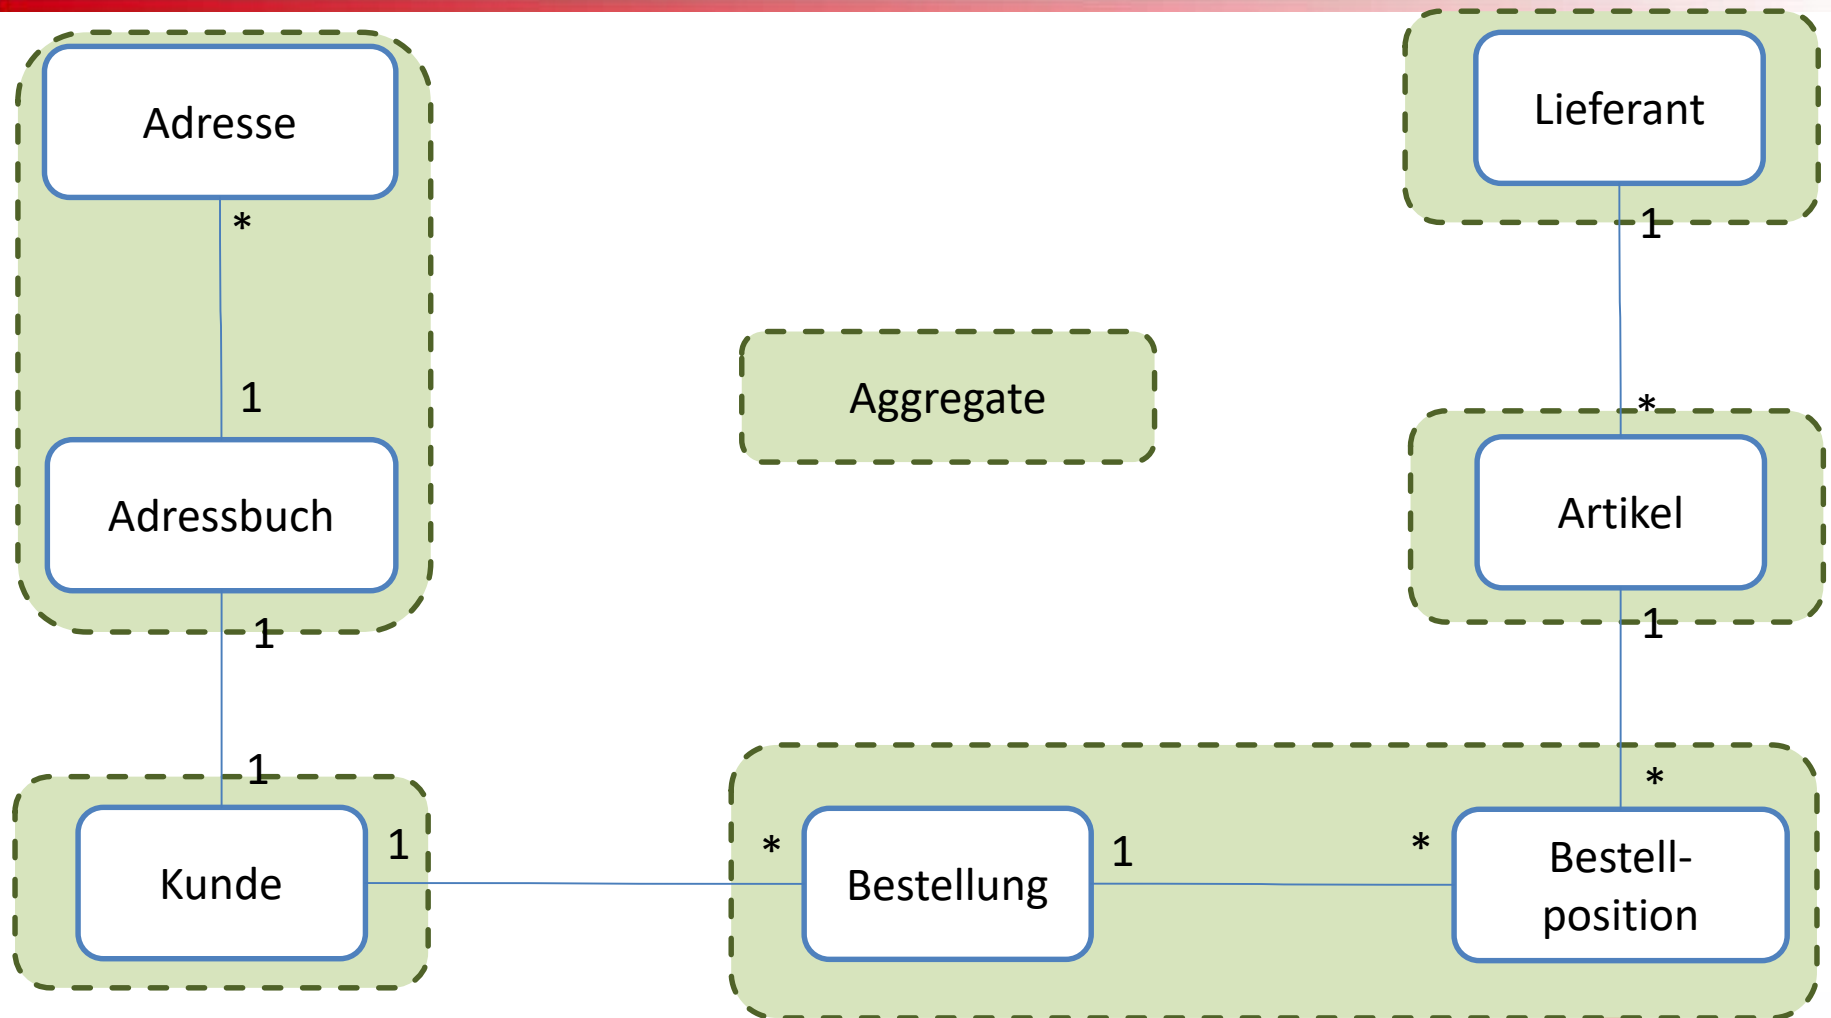 Adresse
*
1
Adressbuch
1
1
Kunde
1
*
Bestellung
1
*
Bestell-
position
*
1
Artikel
*
1
Lieferant
Aggregate